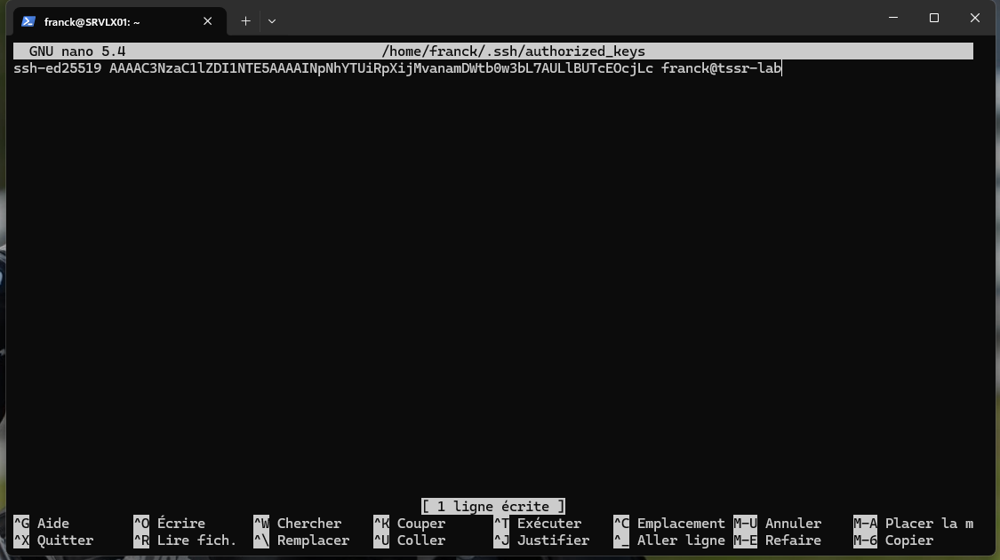 franck@SRVLX01: ~
GNU nano 5.4 /home/franck/.ssh/authorized_keys
ssh-ed25519 AAAAC3NzaC1lZDI1NTE5AAAAINpNhYTUiRpXijMvanamDWtb0w3bL7AULlBUTcEOcjLc franck@tssr-lab
[ 1 ligne écrite ]
^G Aide ^O Écrire ^W Chercher ^K Couper ^T Exécuter ^C Emplacement M-U Annuler M-A Placer la m
^X Quitter ^R Lire fich. ^\ Remplacer ^U Coller ^J Justifier ^_ Aller ligne M-E Refaire M-6 Copier